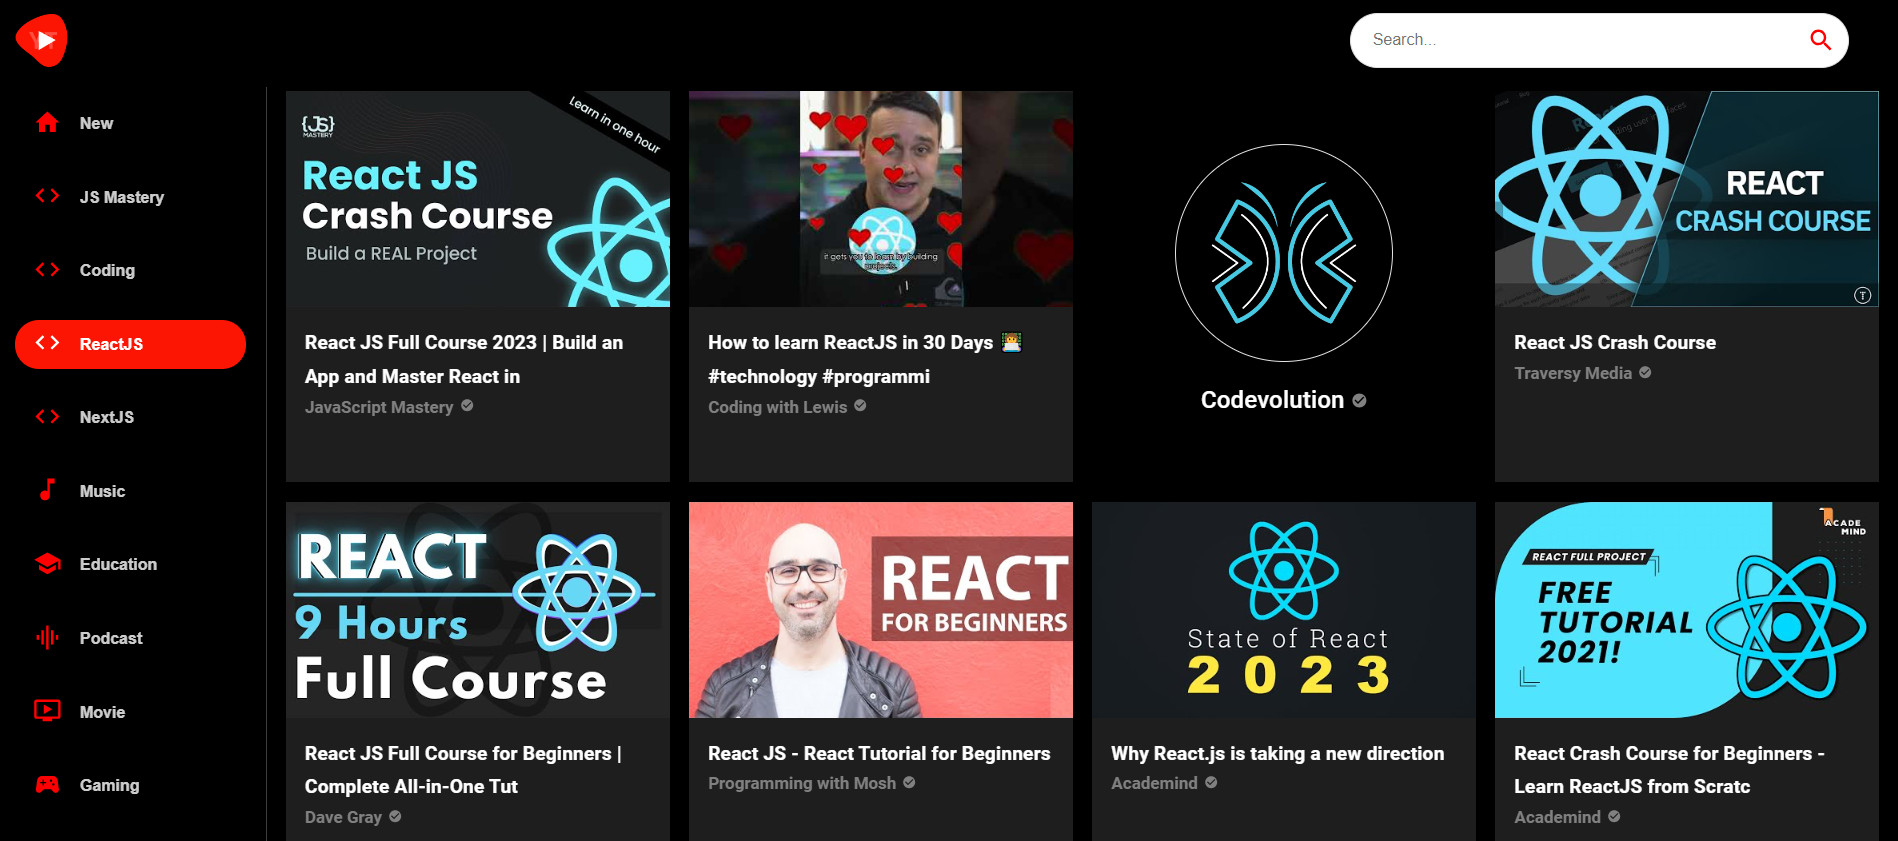 Search...
New
JS Mastery
Coding
ReactJS
NextJS
Music
Education
Podcast
Movie
Gaming
{JS}
MASTERY
Learn in one hour
React JS
Crash Course
Build a REAL Project
React JS Full Course 2023 | Build an
App and Master React in
JavaScript Mastery
it gets you to learn by building
projects.
How to learn ReactJS in 30 Days 👨‍💻
#technology #programmi
Coding with Lewis
Codevolution
REACT
CRASH COURSE
T
React JS Crash Course
Traversy Media
REACT
9 Hours
Full Course
React JS Full Course for Beginners |
Complete All-in-One Tut
Dave Gray
REACT
FOR BEGINNERS
React JS - React Tutorial for Beginners
Programming with Mosh
State of React
2023
Why React.js is taking a new direction
Academind
ACADE
MIND
REACT FULL PROJECT
FREE
TUTORIAL
2021!
React Crash Course for Beginners -
Learn ReactJS from Scratc
Academind